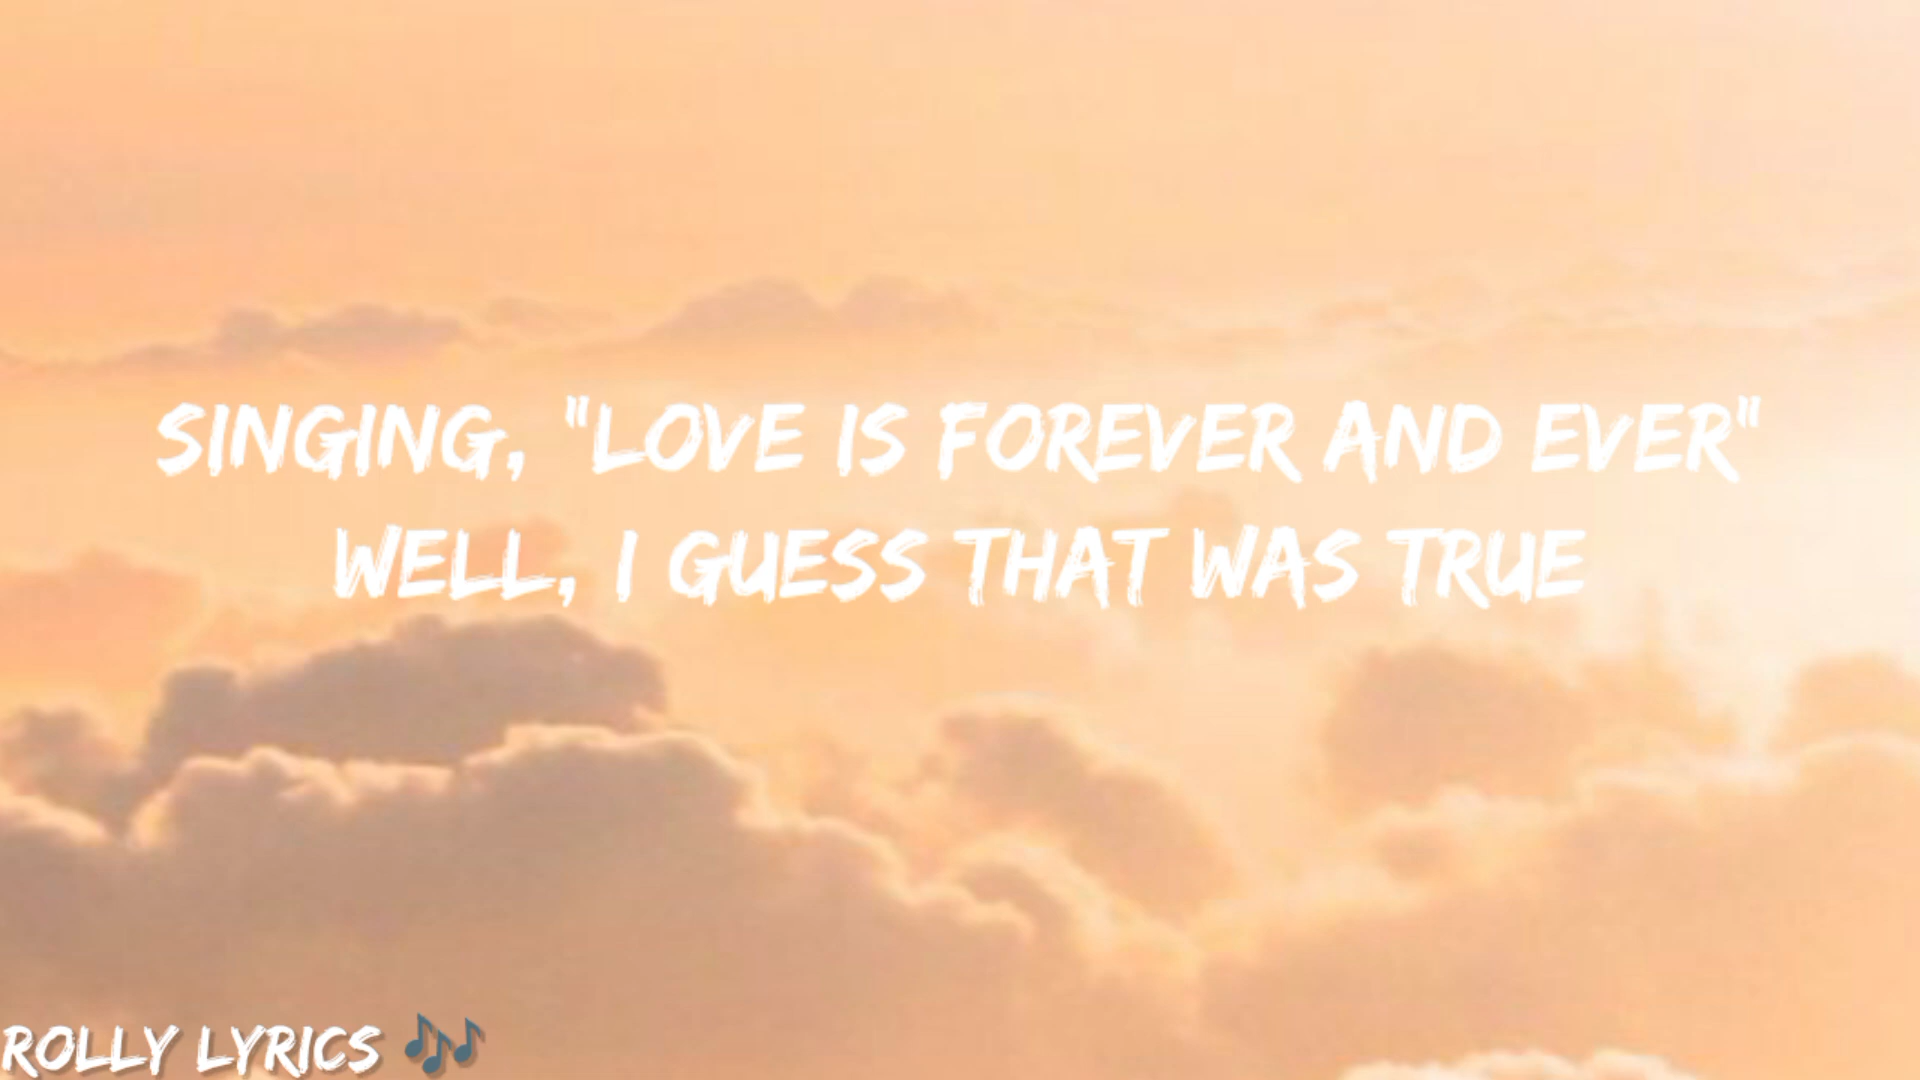 SINGING, "LOVE IS FOREVER AND EVER"
WELL, I GUESS THAT WAS TRUE
ROLLY LYRICS 🎶